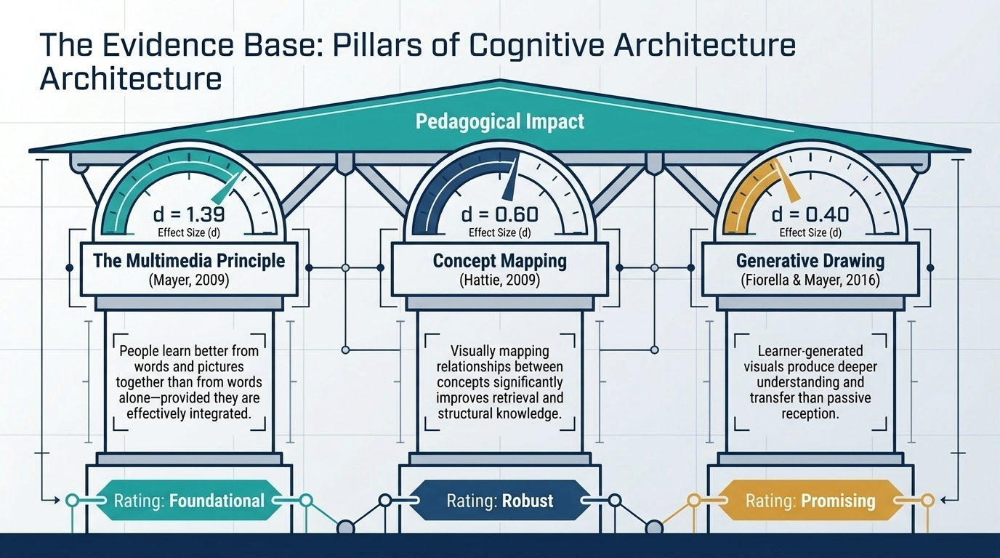 The Evidence Base: Pillars of Cognitive Architecture
Architecture
Pedagogical Impact
d = 1.39
Effect Size (d)
The Multimedia Principle
(Mayer, 2009)
People learn better from
words and pictures
together than from words
alone—provided they are
effectively integrated.
Rating: Foundational
d = 0.60
Effect Size (d)
Concept Mapping
(Hattie, 2009)
Visually mapping
relationships between
concepts significantly
improves retrieval and
structural knowledge.
Rating: Robust
d = 0.40
Effect Size (d)
Generative Drawing
(Fiorella & Mayer, 2016)
Learner-generated
visuals produce deeper
understanding and
transfer than passive
reception.
Rating: Promising